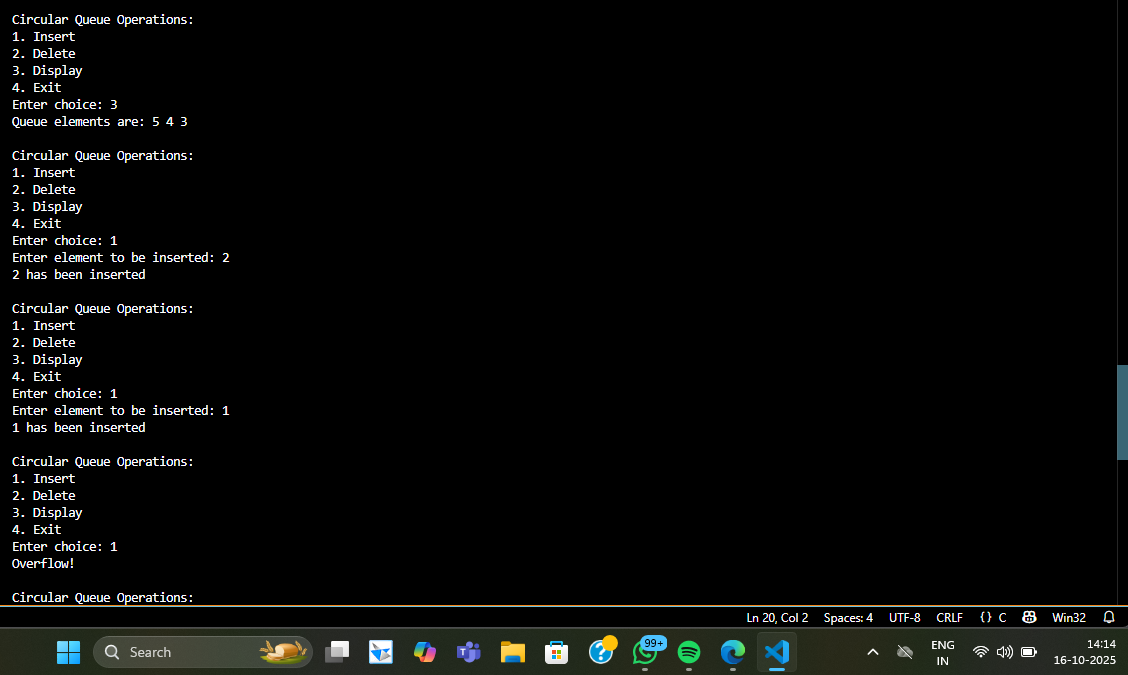 Circular Queue Operations:
1. Insert
2. Delete
3. Display
4. Exit
Enter choice: 3
Queue elements are: 5 4 3
Circular Queue Operations:
1. Insert
2. Delete
3. Display
4. Exit
Enter choice: 1
Enter element to be inserted: 2
2 has been inserted
Circular Queue Operations:
1. Insert
2. Delete
3. Display
4. Exit
Enter choice: 1
Enter element to be inserted: 1
1 has been inserted
Circular Queue Operations:
1. Insert
2. Delete
3. Display
4. Exit
Enter choice: 1
Overflow!
Circular Queue Operations:
Ln 20, Col 2 Spaces: 4 UTF-8 CRLF {} C Win32
Search 99+ ENG 14:14
IN 16-10-2025